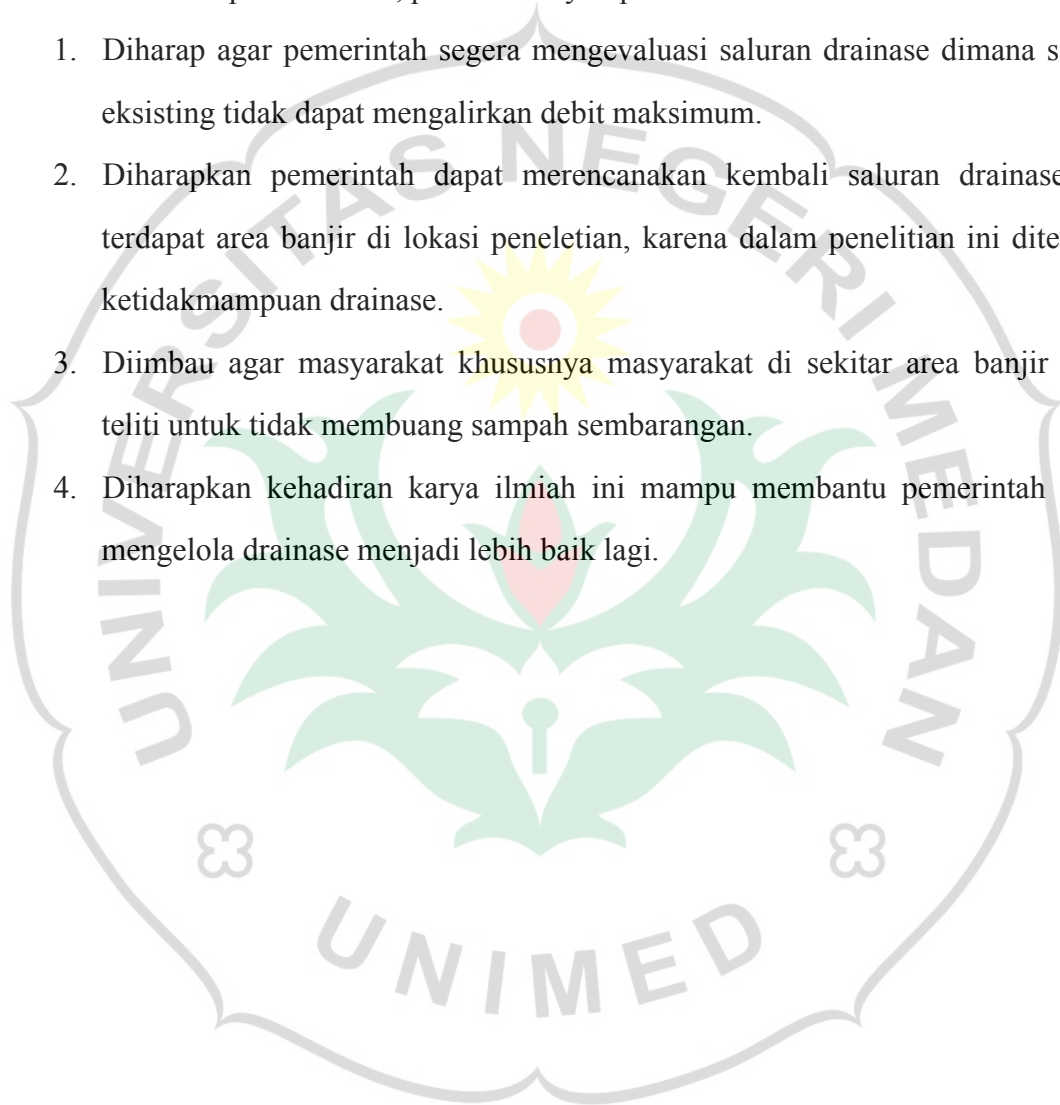 1. Diharap agar pemerintah segera mengevaluasi saluran drainase dimana
eksisting tidak dapat mengalirkan debit maksimum.
2. Diharapkan pemerintah dapat merencanakan kembali saluran drainase
terdapat area banjir di lokasi peneletian, karena dalam penelitian ini
ketidakmampuan drainase.
3. Diimbau agar masyarakat khususnya masyarakat di sekitar area banjir
teliti untuk tidak membuang sampah sembarangan.
4. Diharapkan kehadiran karya ilmiah ini mampu membantu pemerintah
mengelola drainase menjadi lebih baik lagi.
UNIVERSITAS NEGERI MEDAN
UNIMED